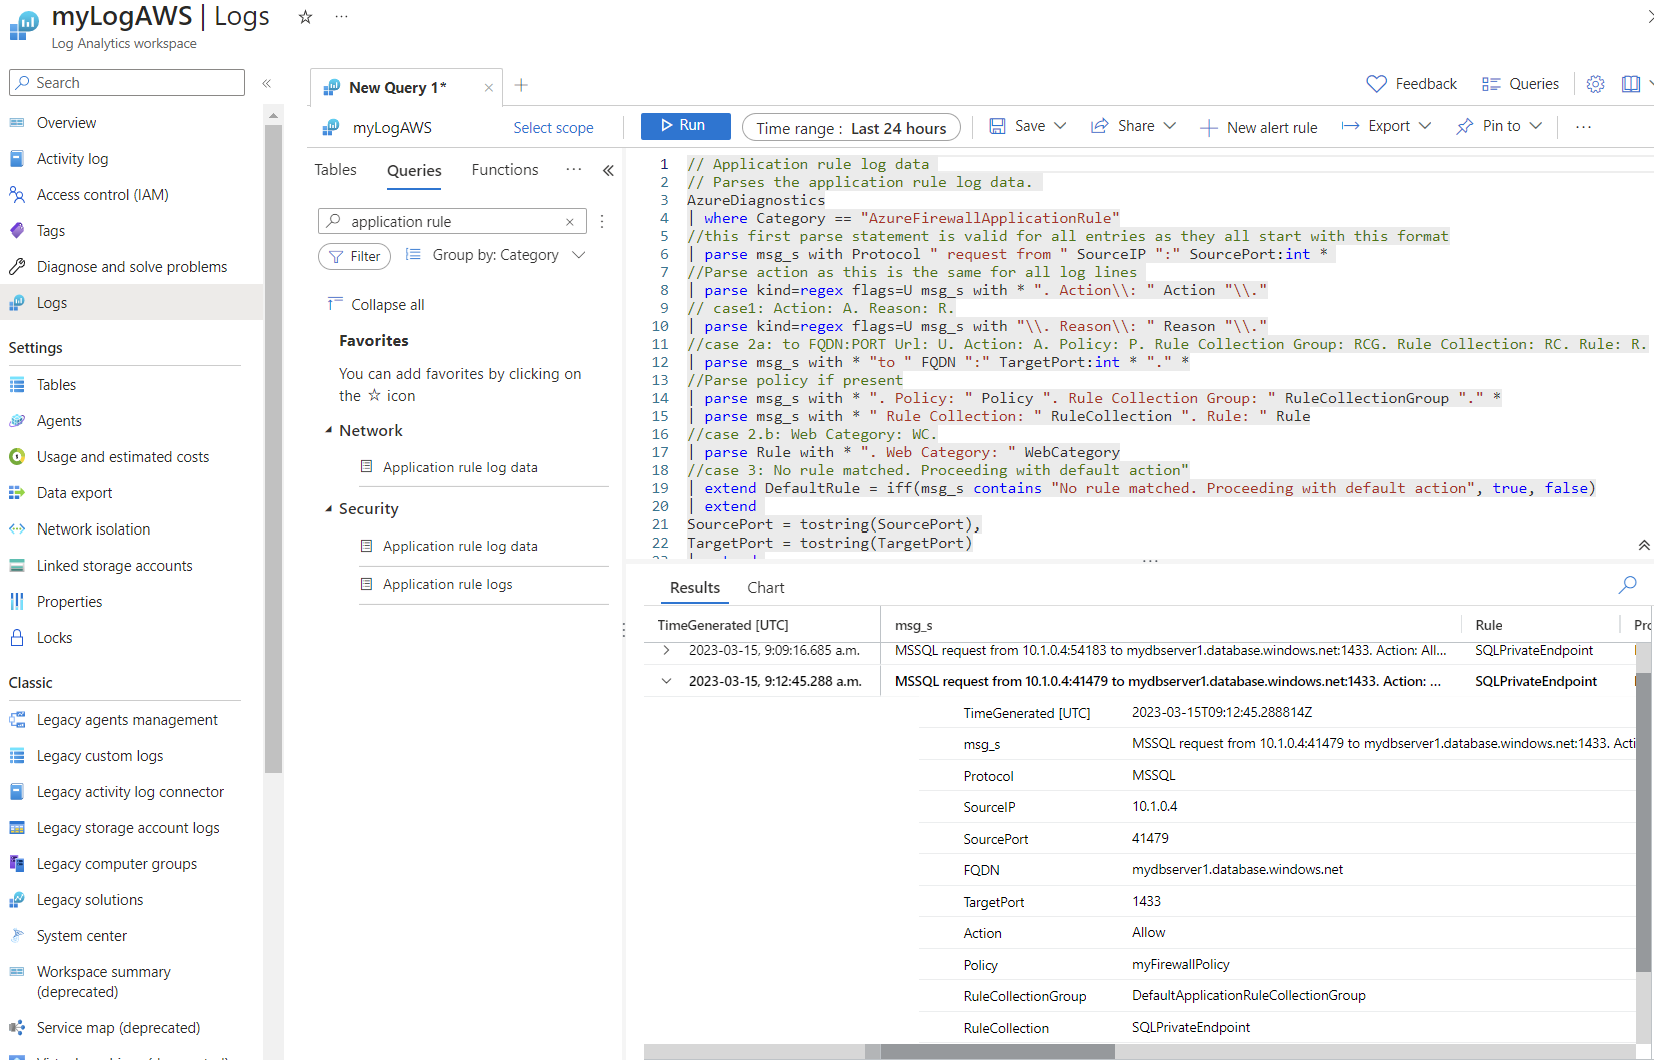 myLogAWS | Logs
Log Analytics workspace
Search
Overview
Activity log
Access control (IAM)
Tags
Diagnose and solve problems
Logs
Settings
Tables
Agents
Usage and estimated costs
Data export
Network isolation
Linked storage accounts
Properties
Locks
Classic
Legacy agents management
Legacy custom logs
Legacy activity log connector
Legacy storage account logs
Legacy computer groups
Legacy solutions
System center
Workspace summary
(deprecated)
Service map (deprecated)
New Query 1*
Feedback
Queries
myLogAWS
Select scope
Run
Time range : Last 24 hours
Save
Share
New alert rule
Export
Pin to
Tables
Queries
Functions
application rule
Filter
Group by: Category
Collapse all
Favorites
You can add favorites by clicking on
the ☆ icon
Network
Application rule log data
Security
Application rule log data
Application rule logs
1 // Application rule log data
2 // Parses the application rule log data.
3 AzureDiagnostics
4 | where Category == "AzureFirewallApplicationRule"
5 //this first parse statement is valid for all entries as they all start with this format
6 | parse msg_s with Protocol " request from " SourceIP ":" SourcePort:int *
7 //Parse action as this is the same for all log lines
8 | parse kind=regex flags=U msg_s with * ". Action\\: " Action "\\."
9 // case1: Action: A. Reason: R.
10 | parse kind=regex flags=U msg_s with "\\. Reason\\: " Reason "\\."
11 //case 2a: to FQDN:PORT Url: U. Action: A. Policy: P. Rule Collection Group: RCG. Rule Collection: RC. Rule: R.
12 | parse msg_s with * "to " FQDN ":" TargetPort:int * "." *
13 //Parse policy if present
14 | parse msg_s with * ". Policy: " Policy ". Rule Collection Group: " RuleCollectionGroup "." *
15 | parse msg_s with * " Rule Collection: " RuleCollection ". Rule: " Rule
16 //case 2.b: Web Category: WC.
17 | parse Rule with * ". Web Category: " WebCategory
18 //case 3: No rule matched. Proceeding with default action"
19 | extend DefaultRule = iff(msg_s contains "No rule matched. Proceeding with default action", true, false)
20 | extend
21 SourcePort = tostring(SourcePort),
22 TargetPort = tostring(TargetPort)
Results
Chart
TimeGenerated [UTC] msg_s Rule Pro
2023-03-15, 9:09:16.685 a.m. MSSQL request from 10.1.0.4:54183 to mydbserver1.database.windows.net:1433. Action: All... SQLPrivateEndpoint
2023-03-15, 9:12:45.288 a.m. MSSQL request from 10.1.0.4:41479 to mydbserver1.database.windows.net:1433. Action: ... SQLPrivateEndpoint
TimeGenerated [UTC] 2023-03-15T09:12:45.288814Z
msg_s MSSQL request from 10.1.0.4:41479 to mydbserver1.database.windows.net:1433. Acti
Protocol MSSQL
SourceIP 10.1.0.4
SourcePort 41479
FQDN mydbserver1.database.windows.net
TargetPort 1433
Action Allow
Policy myFirewallPolicy
RuleCollectionGroup DefaultApplicationRuleCollectionGroup
RuleCollection SQLPrivateEndpoint